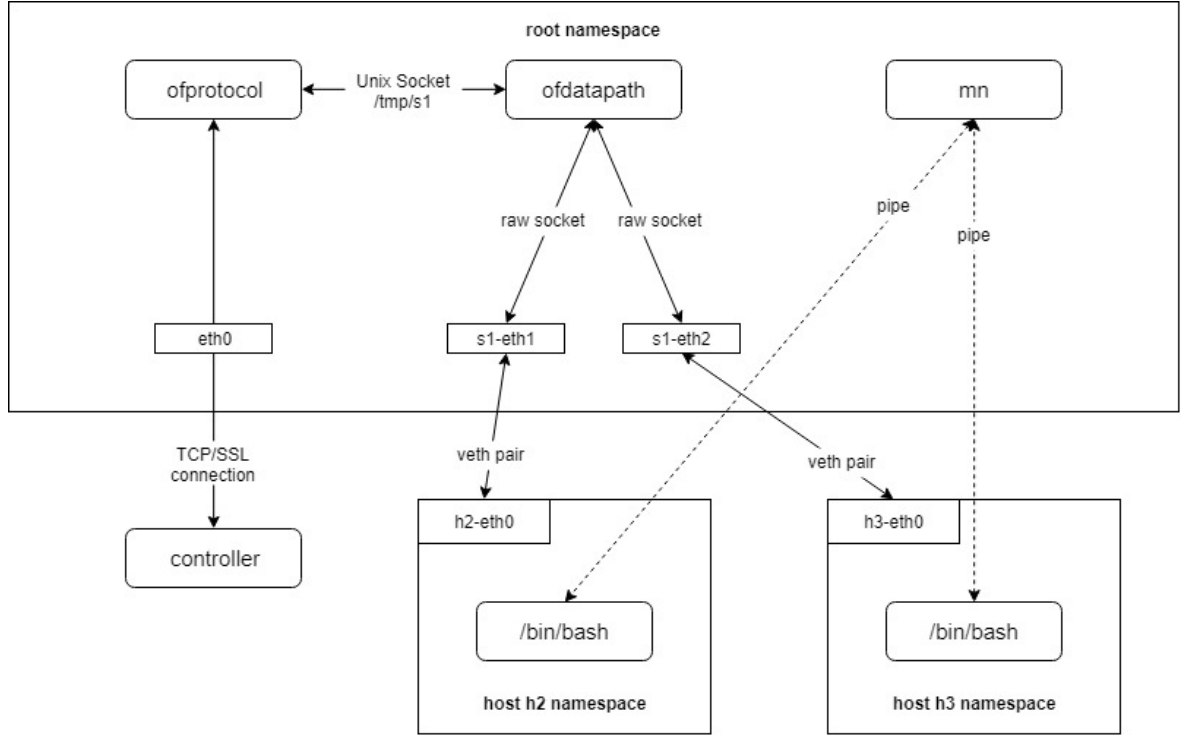 root namespace
ofprotocol
Unix Socket
/tmp/s1
ofdatapath
mn
raw socket
raw socket
pipe
pipe
eth0
s1-eth1
s1-eth2
TCP/SSL
connection
veth pair
veth pair
h2-eth0
h3-eth0
controller
/bin/bash
/bin/bash
host h2 namespace
host h3 namespace